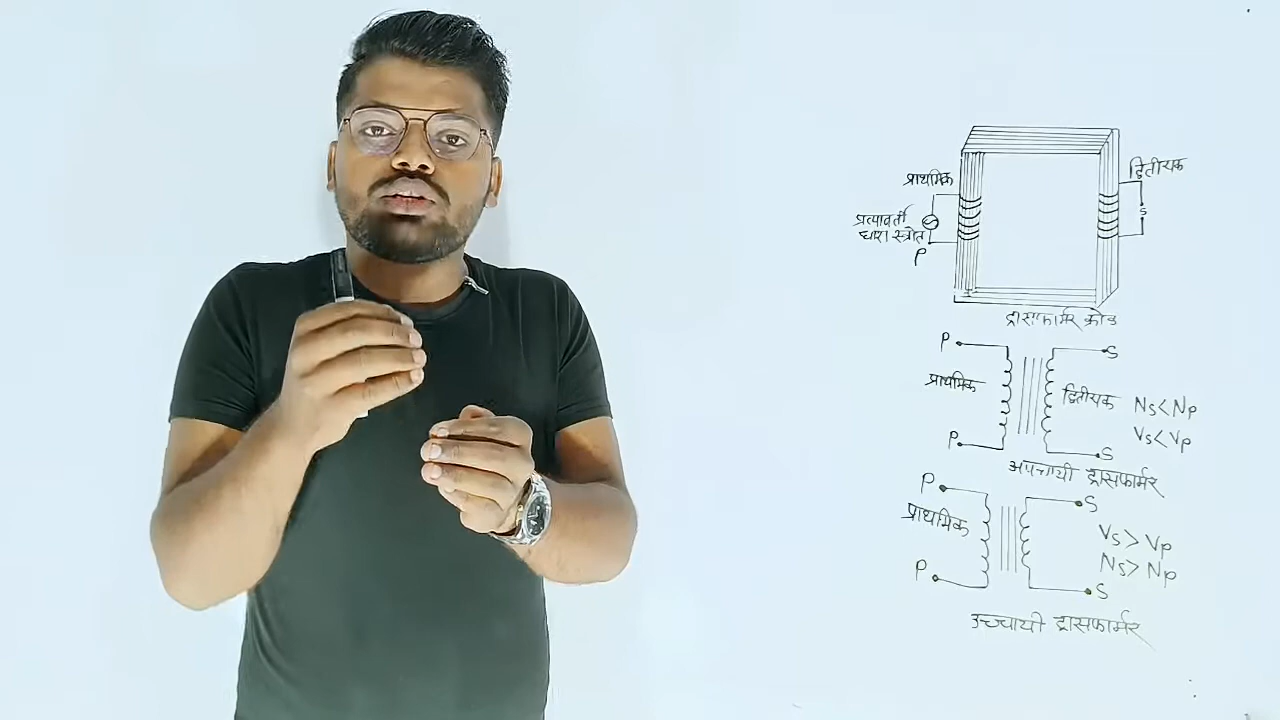 प्राथमिक
द्वितीयक
प्रत्यावर्ती
धारा स्त्रोत
S
P
ट्रासफार्मर क्रोड
P
S
प्राथमिक
द्वितीयक
Ns<Np
Vs<Vp
P
S
अपचायी ट्रासफार्मर
P
S
प्राथमिक
Vs>Vp
Ns>Np
P
S
उच्चायी ट्रासफार्मर